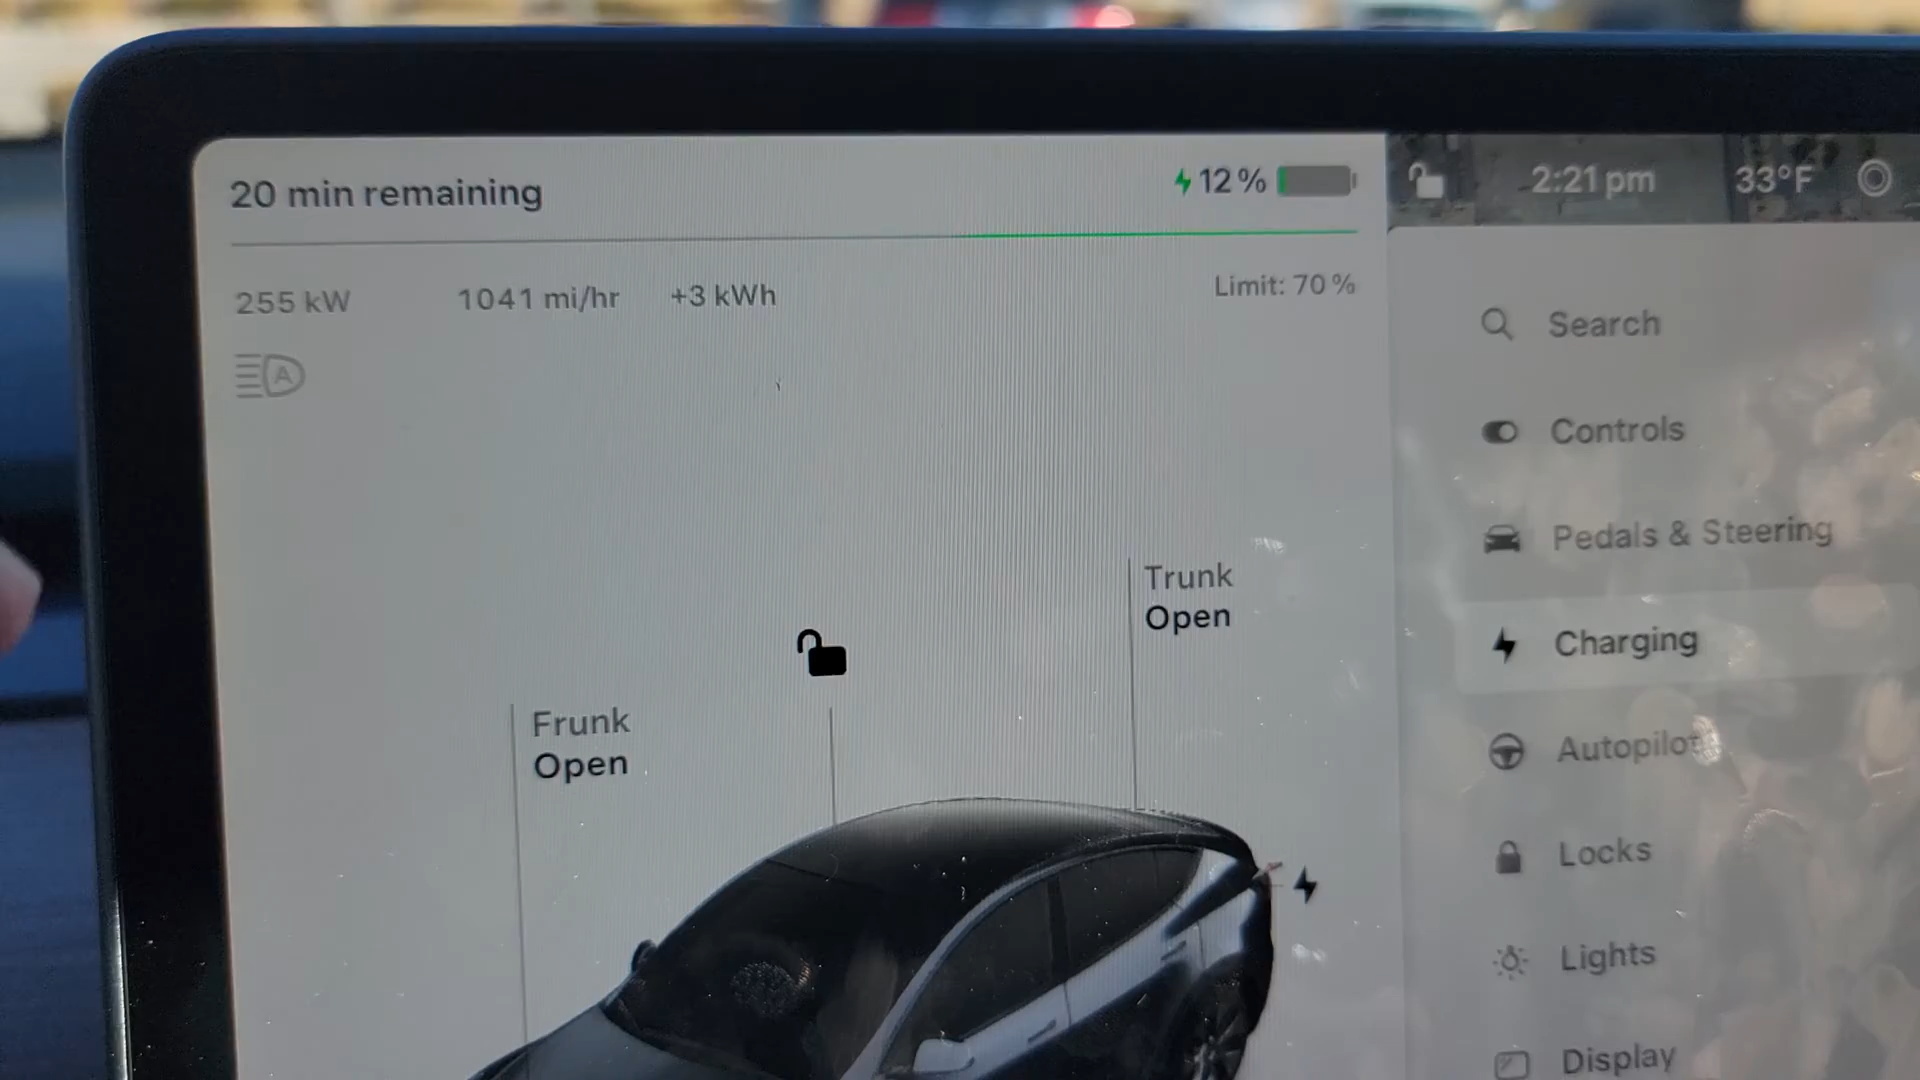 20 min remaining
12 %
255 kW 1041 mi/hr +3 kWh
Limit: 70 %
A
Trunk
Open
Frunk
Open
2:21 pm 33°F
Search
Controls
Pedals & Steering
Charging
Autopilot
Locks
Lights
Display